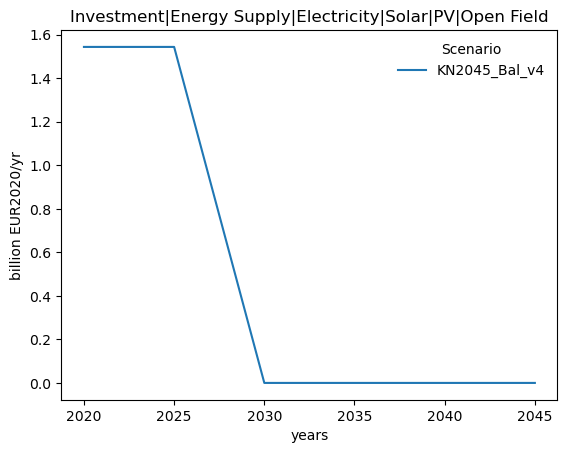 Investment|Energy Supply|Electricity|Solar|PV|Open Field
billion EUR2020/yr
1.6
1.4
1.2
1.0
0.8
0.6
0.4
0.2
0.0
Scenario
KN2045_Bal_v4
2020 2025 2030 2035 2040 2045
years